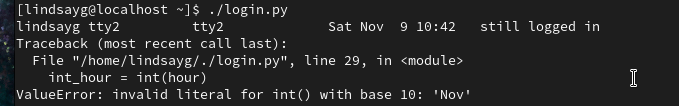 [lindsayg@localhost ~]$ ./login.py
lindsayg tty2         tty2             Sat Nov  9 10:42   still logged in
Traceback (most recent call last):
  File "/home/lindsayg/./login.py", line 29, in <module>
    int_hour = int(hour)
ValueError: invalid literal for int() with base 10: 'Nov'